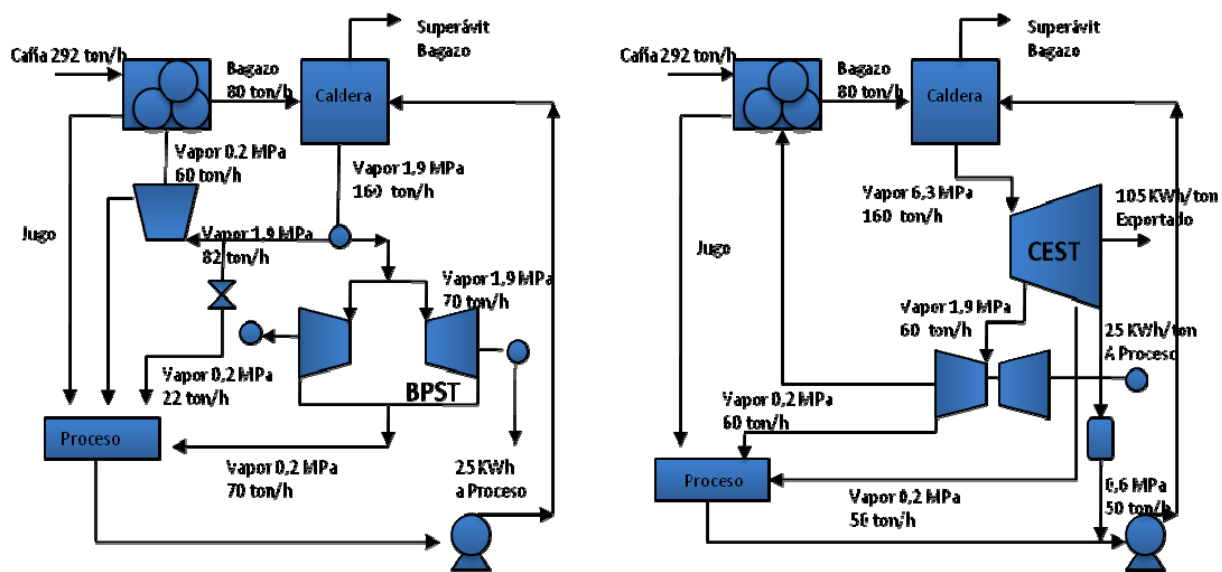 Superávit
Bagazo
Caña 292 ton/h
Bagazo
80 ton/h
Caldera
Vapor 0.2 MPa
60 ton/h
Vapor 1,9 MPa
160 ton/h
Jugo
Vapor 1,9 MPa
82 ton/h
Vapor 1,9 MPa
70 ton/h
Vapor 0,2 MPa
22 ton/h
BPST
Proceso
Vapor 0,2 MPa
70 ton/h
25 KWh
a Proceso
Superávit
Bagazo
Caña 292 ton/h
Bagazo
80 ton/h
Caldera
Vapor 6,3 MPa
160 ton/h
105 KWh/ton
Exportado
Jugo
CEST
Vapor 1,9 MPa
60 ton/h
25 KWh/ton
A Proceso
Vapor 0,2 MPa
60 ton/h
Proceso
Vapor 0,2 MPa
50 ton/h
0,6 MPa
50 ton/h